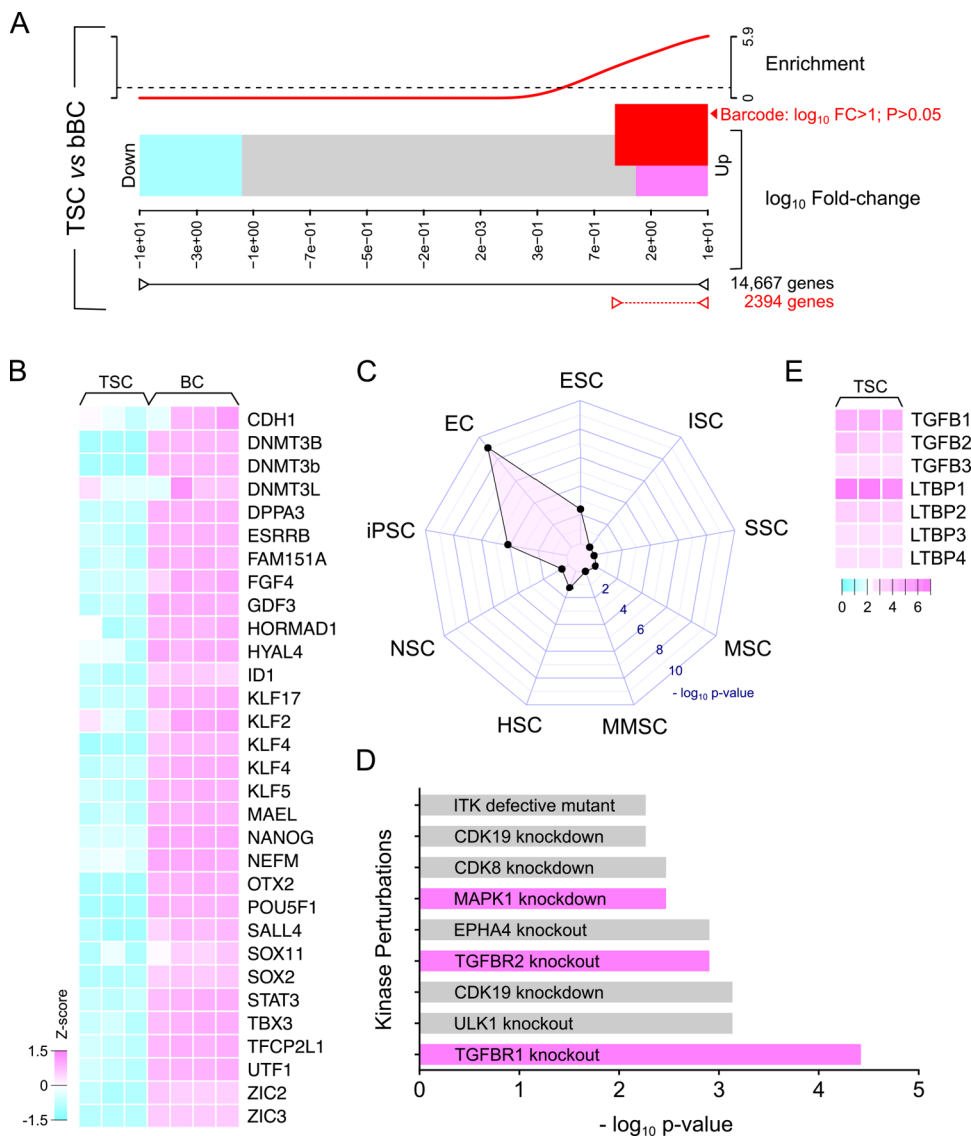 A
TSC vs bBC
5.9
0
Enrichment
Barcode: log10 FC>1; P>0.05
Down
Up
log10 Fold-change
−1e+01
−3e+00
−1e+00
−7e−01
−5e−01
−2e−01
2e−03
3e−01
7e−01
2e+00
1e+01
14,667 genes
2394 genes
B
TSC
BC
CDH1
DNMT3B
DNMT3b
DNMT3L
DPPA3
ESRRB
FAM151A
FGF4
GDF3
HORMAD1
HYAL4
ID1
KLF17
KLF2
KLF4
KLF4
KLF5
MAEL
NANOG
NEFM
OTX2
POU5F1
SALL4
SOX11
SOX2
STAT3
TBX3
TFCP2L1
UTF1
ZIC2
ZIC3
Z-score
1.5
0
-1.5
C
ESC
ISC
SSC
MSC
MMSC
HSC
NSC
iPSC
EC
2
4
6
8
10
- log10 p-value
E
TSC
TGFB1
TGFB2
TGFB3
LTBP1
LTBP2
LTBP3
LTBP4
0 2 4 6
D
Kinase Perturbations
ITK defective mutant
CDK19 knockdown
CDK8 knockdown
MAPK1 knockdown
EPHA4 knockout
TGFBR2 knockout
CDK19 knockdown
ULK1 knockout
TGFBR1 knockout
0 1 2 3 4 5
- log10 p-value